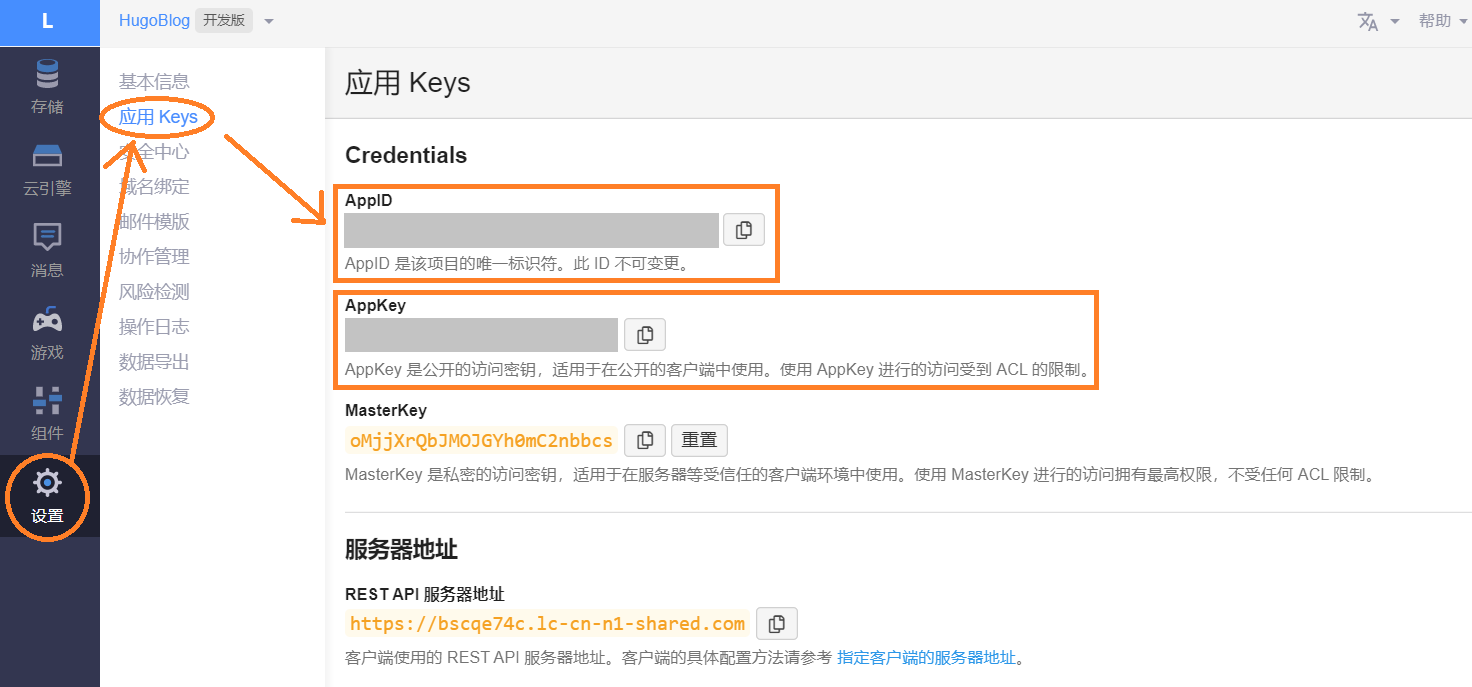 L
HugoBlog 开发版
帮助
存储
云引擎
消息
游戏
组件
设置
基本信息
应用 Keys
安全中心
域名绑定
邮件模版
协作管理
风险检测
操作日志
数据导出
数据恢复
应用 Keys
Credentials
AppID
AppID 是该项目的唯一标识符。此 ID 不可变更。
AppKey
AppKey 是公开的访问密钥，适用于在公开的客户端中使用。使用 AppKey 进行的访问受到 ACL 的限制。
MasterKey
oMjjXrQbJMOJGYh0mC2nbbcs 重置
MasterKey 是私密的访问密钥，适用于在服务器等受信任的客户端环境中使用。使用 MasterKey 进行的访问拥有最高权限，不受任何 ACL 限制。
服务器地址
REST API 服务器地址
https://bscqe74c.lc-cn-n1-shared.com
客户端使用的 REST API 服务器地址。客户端的具体配置方法请参考 指定客户端的服务器地址。